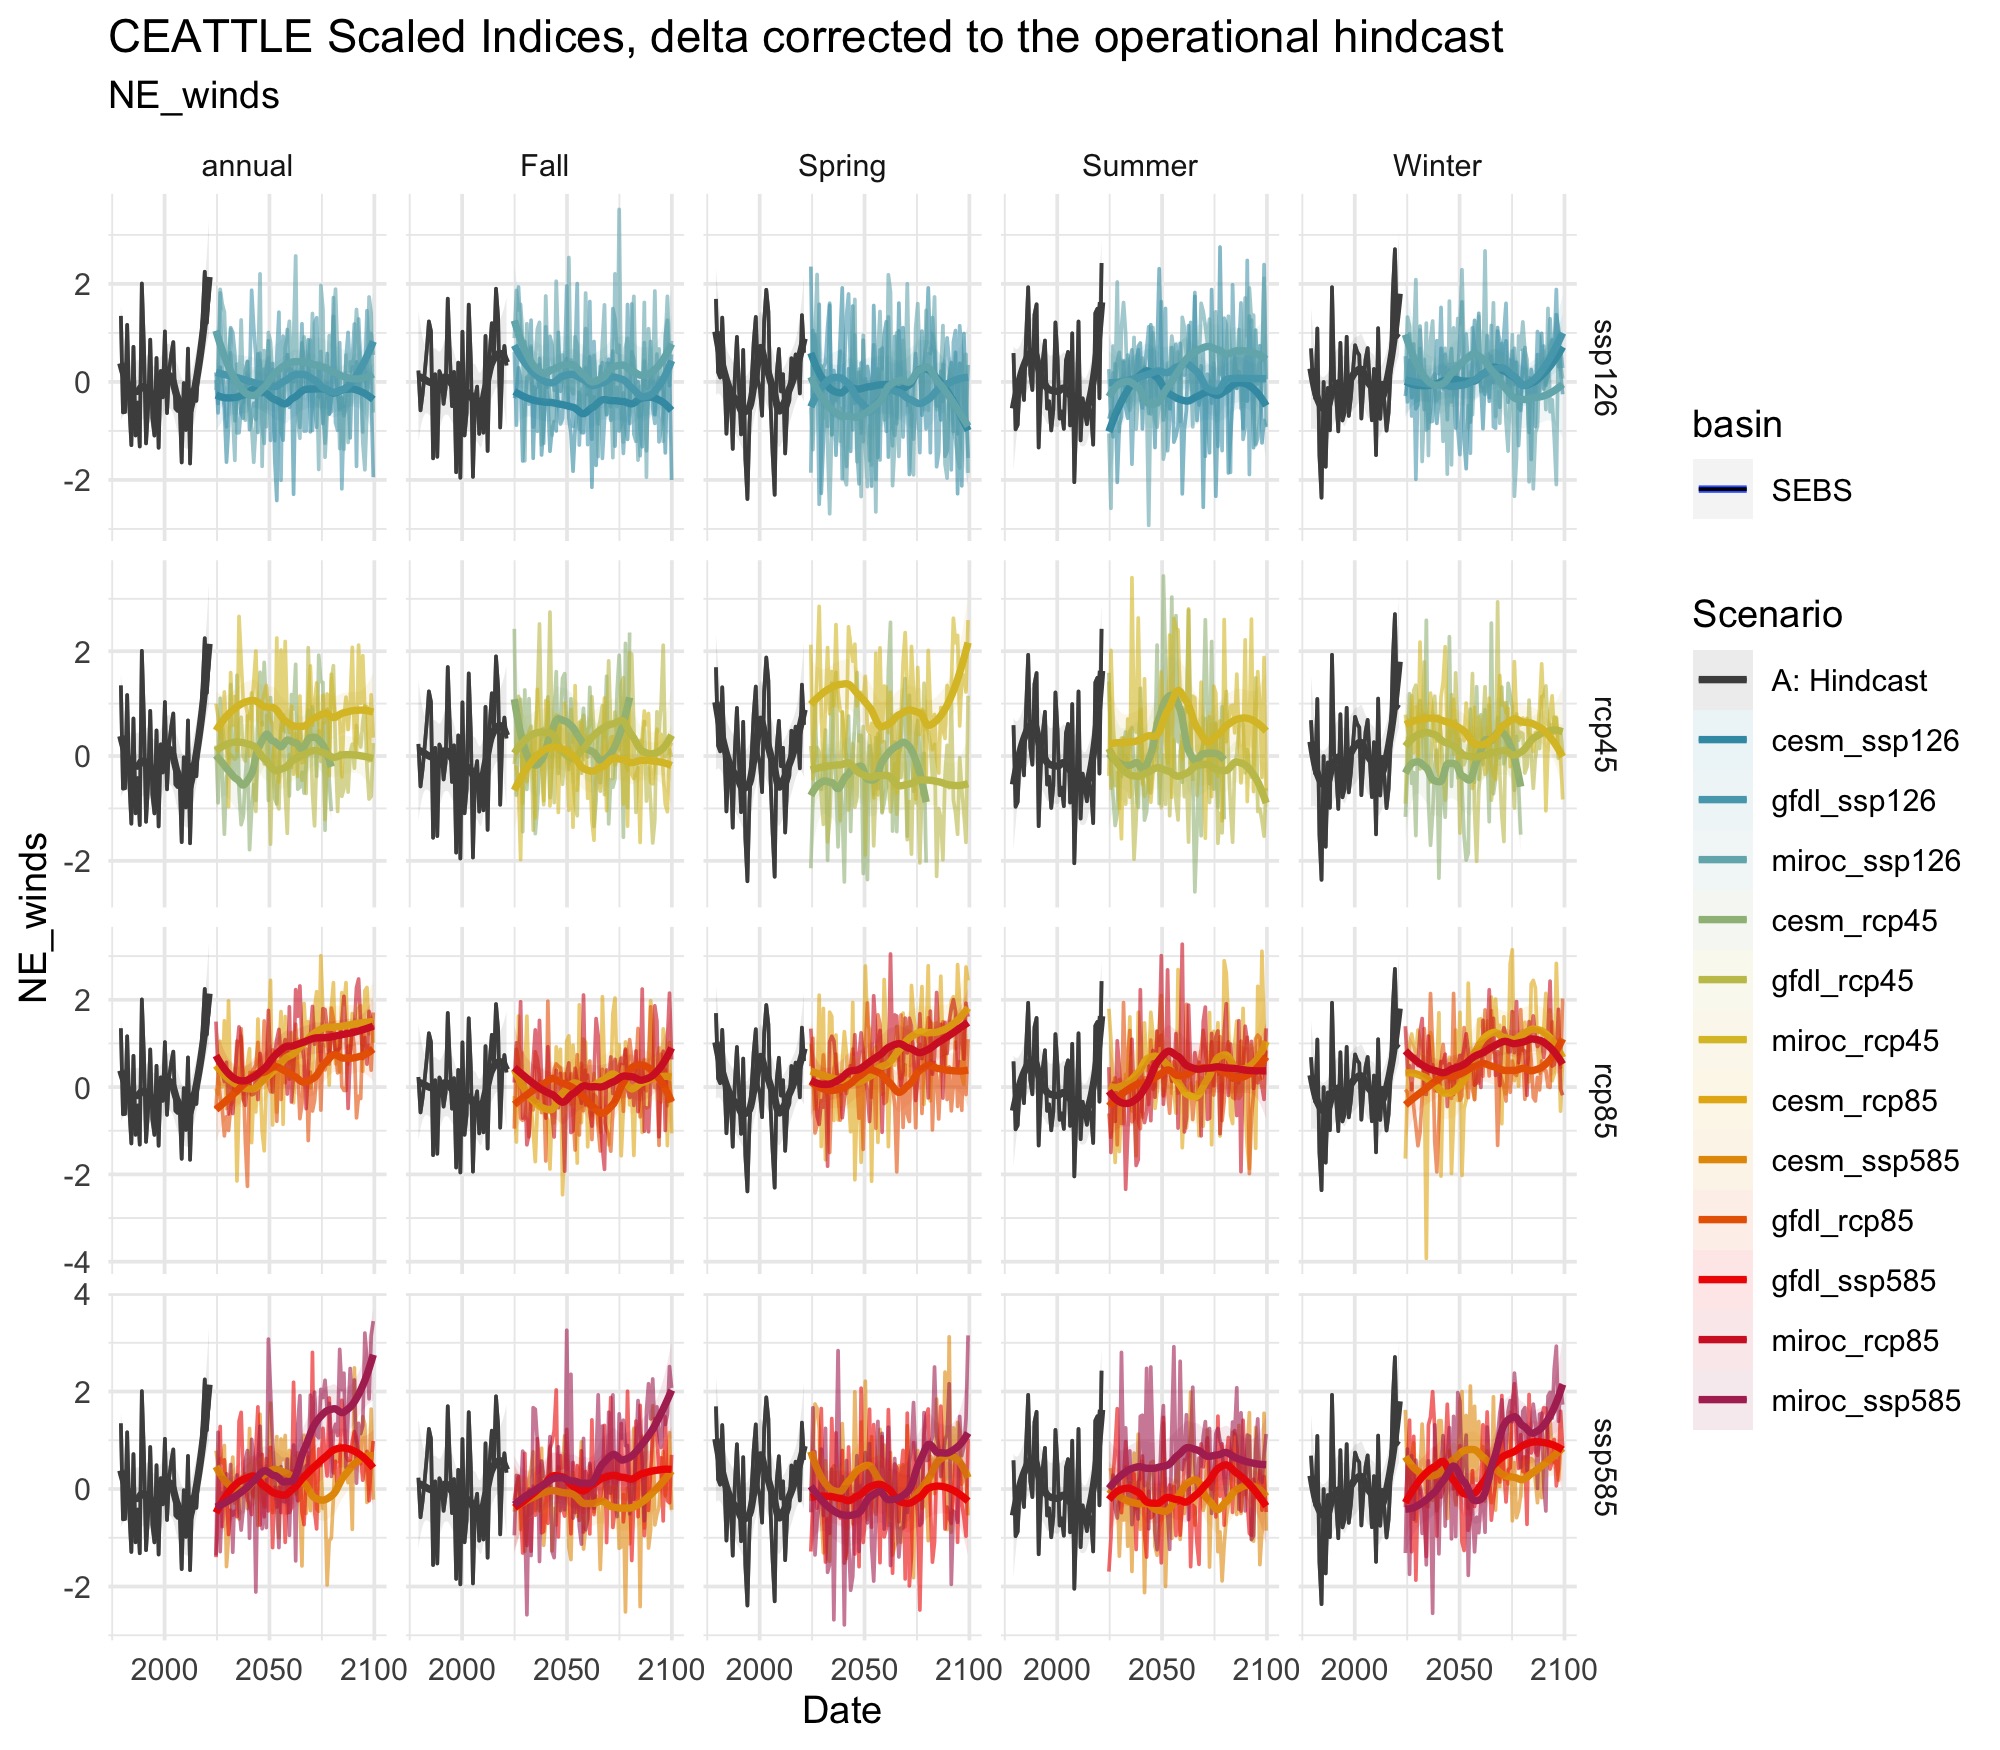 CEATTLE Scaled Indices, delta corrected to the operational hindcast
NE_winds
annual Fall Spring Summer Winter
2
0
-2
ssp126
2
0
-2
rcp45
2
0
-2
-4
rcp85
4
2
0
-2
ssp585
NE_winds
2000 2050 2100 2000 2050 2100 2000 2050 2100 2000 2050 2100 2000 2050 2100
Date
basin
SEBS
Scenario
A: Hindcast
cesm_ssp126
gfdl_ssp126
miroc_ssp126
cesm_rcp45
gfdl_rcp45
miroc_rcp45
cesm_rcp85
cesm_ssp585
gfdl_rcp85
gfdl_ssp585
miroc_rcp85
miroc_ssp585